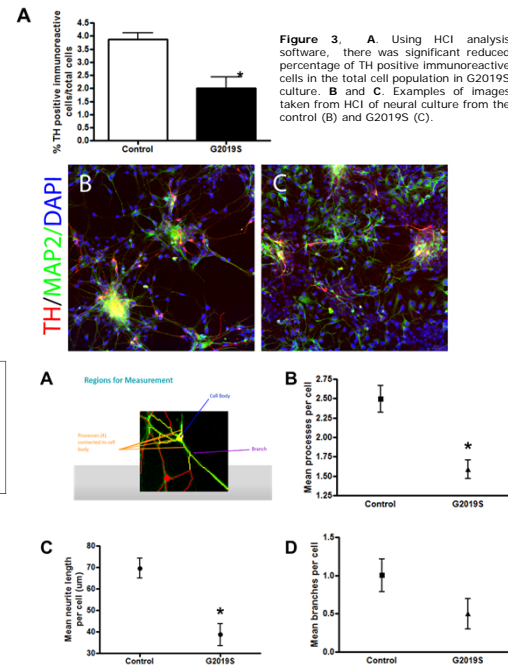 A
% TH positive immunoreactive
cells/total cells
4.5
4.0
3.5
3.0
2.5
2.0
1.5
1.0
0.5
0.0
*
Control
G2019S
Figure 3, A. Using HCI analysis
software, there was significant reduced
percentage of TH positive immunoreactive
cells in the total cell population in G2019S
culture. B and C. Examples of images
taken from HCI of neural culture from the
control (B) and G2019S (C).
TH/MAP2/DAPI
B
C
A
Regions for Measurement
Cell Body
Processes (4)
connected to cell
body
Branch
B
Mean processes per cell
2.75
2.50
2.25
2.00
1.75
1.50
1.25
*
Control
G2019S
C
Mean neurite length
per cell (um)
80
70
60
50
40
30
*
Control
G2019S
D
Mean branches per cell
1.5
1.0
0.5
0.0
Control
G2019S